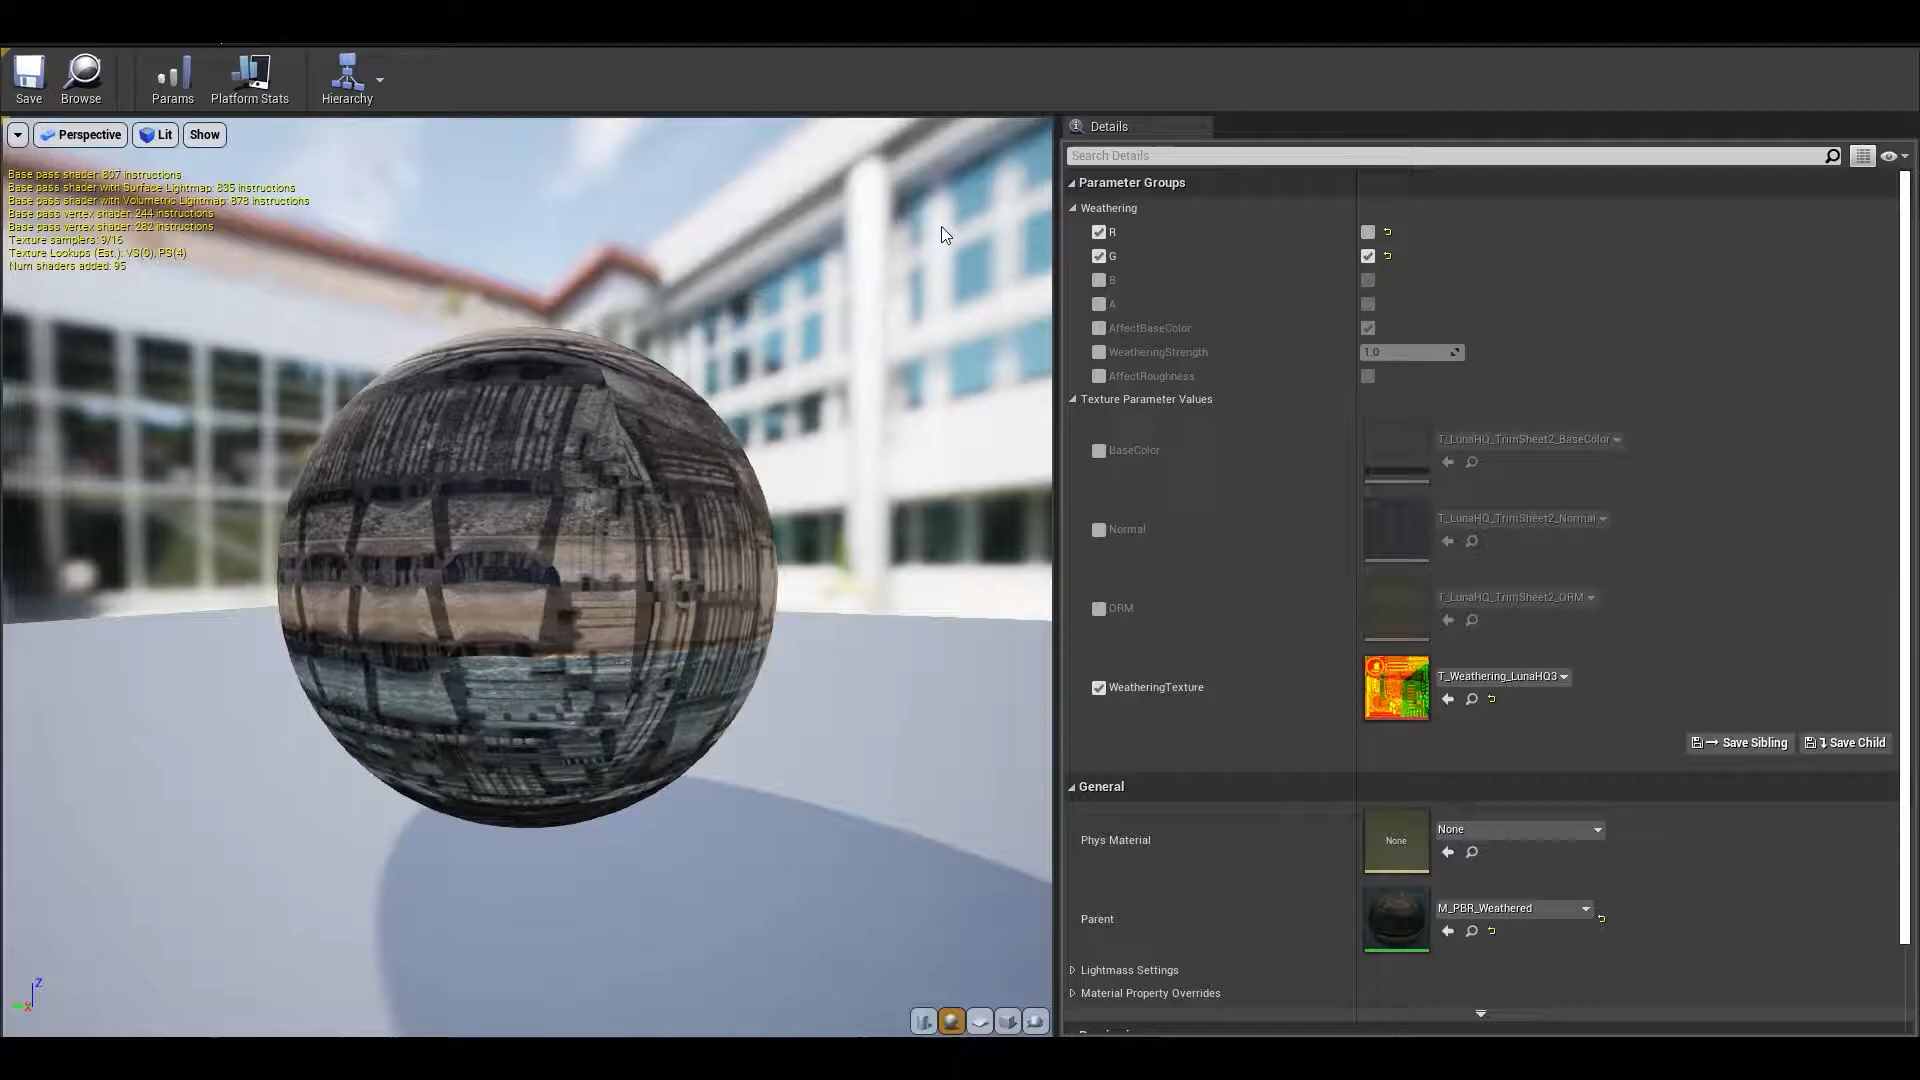 Save
Browse
Params
Platform Stats
Hierarchy
Perspective
Lit
Show
Base pass shader: 807 instructions
Base pass shader with Surface Lightmap: 835 instructions
Base pass shader with Volumetric Lightmap: 878 instructions
Base pass vertex shader: 244 instructions
Base pass vertex shader: 282 instructions
Texture samplers: 9/16
Texture Lookups (Est.): VS(0), PS(4)
Num shaders added: 95
Z
X
Details
Search Details
Parameter Groups
Weathering
R
G
B
A
AffectBaseColor
WeatheringStrength
1.0
AffectRoughness
Texture Parameter Values
BaseColor
T_LunaHQ_TrimSheet2_BaseColor
Normal
T_LunaHQ_TrimSheet2_Normal
ORM
T_LunaHQ_TrimSheet2_ORM
WeatheringTexture
T_Weathering_LunaHQ3
Save Sibling
Save Child
General
Phys Material
None
None
Parent
M_PBR_Weathered
Lightmass Settings
Material Property Overrides